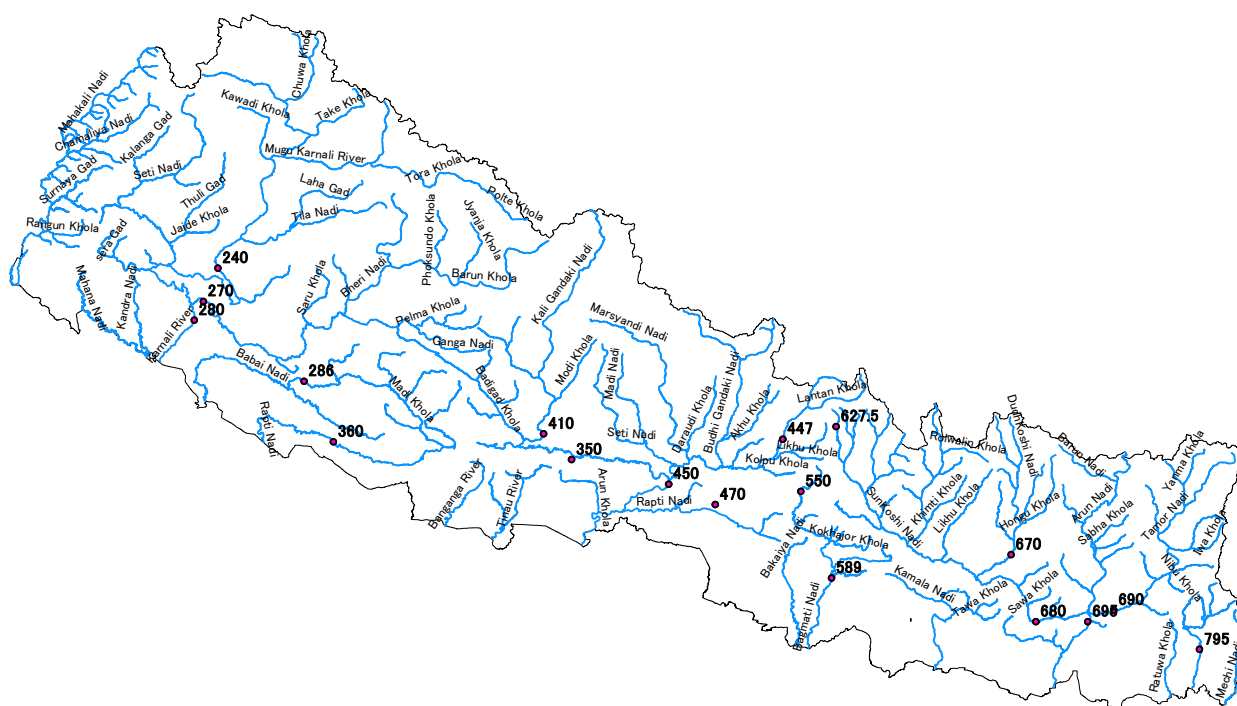 Chuwa Khola
Mahakali Nadi
Kawadi Khola
Take Khola
Chamaliya Nadi
Kalanga Gad
Mugu Karnali River
Seti Nadi
Tora Khola
Surnaya Gad
Thuli Gad
Laha Gad
Polte Khola
Jaide Khola
Tila Nadi
Phoksundo Khola
Jyanja Khola
Rangun Khola
sera Gad
240
Saru Khola
Bheri Nadi
Barun Khola
Kali Gandaki Nadi
Mahana Nadi
Kandra Nadi
270
280
Karnali River
Pelma Khola
Marsyandi Nadi
Ganga Nadi
Babai Nadi
286
Modi Khola
Madi Nadi
Madi Khola
Badigad Khola
Daraudi Khola
Budhi Gandaki Nadi
Akhu Khola
Lantan Khola
Rapti Nadi
360
410
Seti Nadi
447
627.5
Likhu Khola
Kolpu Khola
Rolwalin Khola
Dudhkoshi Nadi
Barun Nadi
Yanma Khola
350
450
Banganga River
Tinau River
Arun Khola
Rapti Nadi
470
550
SunKoshi Nadi
Khimti Khola
Likhu Khola
Hongu Khola
Arun Nadi
Sabha Khola
Tamor Nadi
Iwa Khola
Bakaiya Nadi
Kokhajor Khola
670
589
Kamala Nadi
Tawa Khola
Sawa Khola
Nibu Khola
Bagmati Nadi
680
695
690
795
Ratuwa Khola
Mechi Nadi